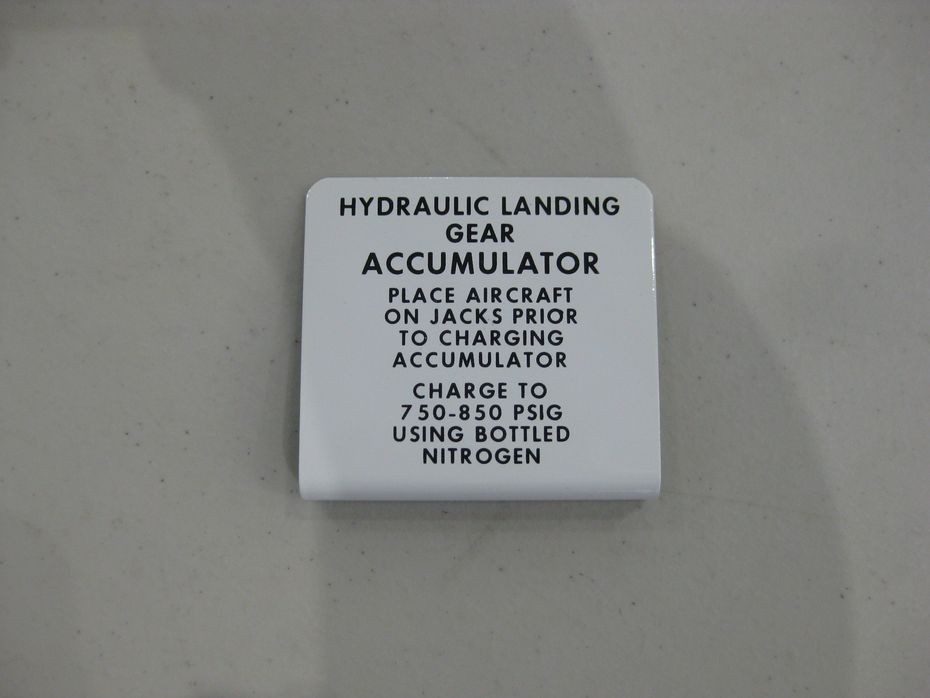 HYDRAULIC LANDING
GEAR
ACCUMULATOR
PLACE AIRCRAFT
ON JACKS PRIOR
TO CHARGING
ACCUMULATOR
CHARGE TO
750-850 PSIG
USING BOTTLED
NITROGEN